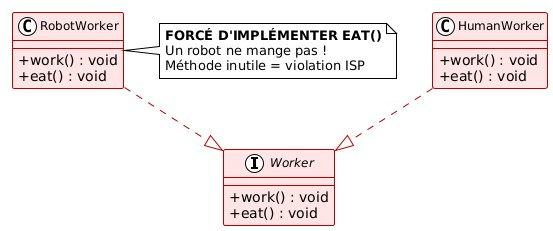 C RobotWorker
+work() : void
+eat() : void
FORCÉ D'IMPLÉMENTER EAT()
Un robot ne mange pas !
Méthode inutile = violation ISP
C HumanWorker
+work() : void
+eat() : void
I Worker
+work() : void
+eat() : void